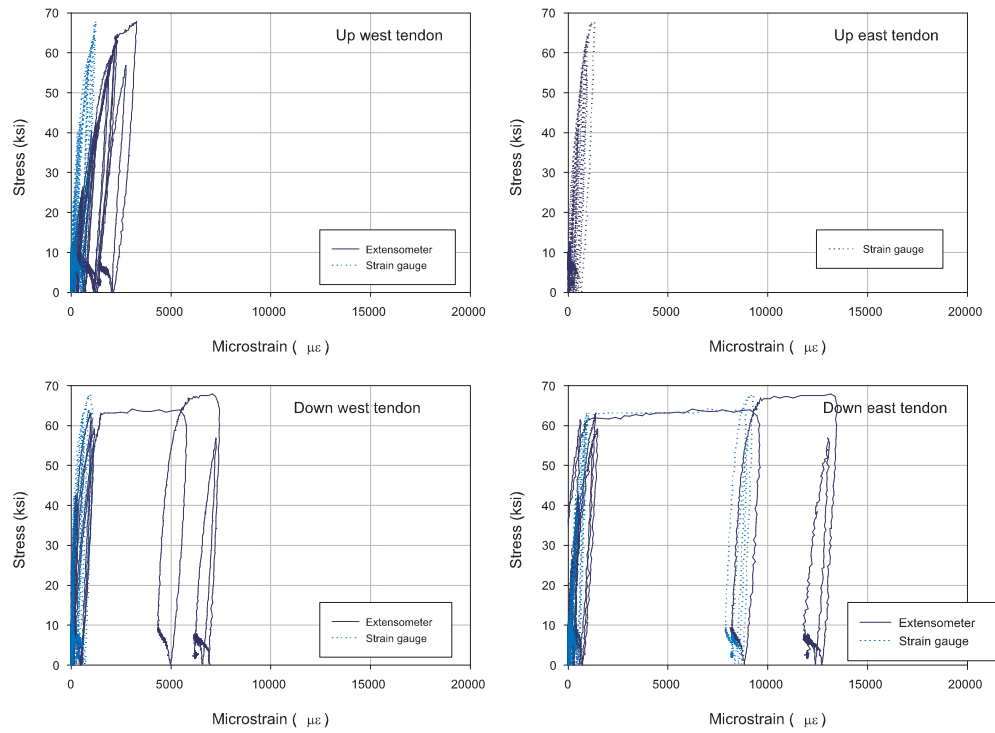 70
60
50
40
30
20
10
0
Stress (ksi)
Up west tendon
Extensometer
Strain gauge
0 5000 10000 15000 20000
Microstrain ( με )
70
60
50
40
30
20
10
0
Stress (ksi)
Up east tendon
Strain gauge
0 5000 10000 15000 20000
Microstrain ( με )
70
60
50
40
30
20
10
0
Stress (ksi)
Down west tendon
Extensometer
Strain gauge
0 5000 10000 15000 20000
Microstrain ( με )
70
60
50
40
30
20
10
0
Stress (ksi)
Down east tendon
Extensometer
Strain gauge
0 5000 10000 15000 20000
Microstrain ( με )